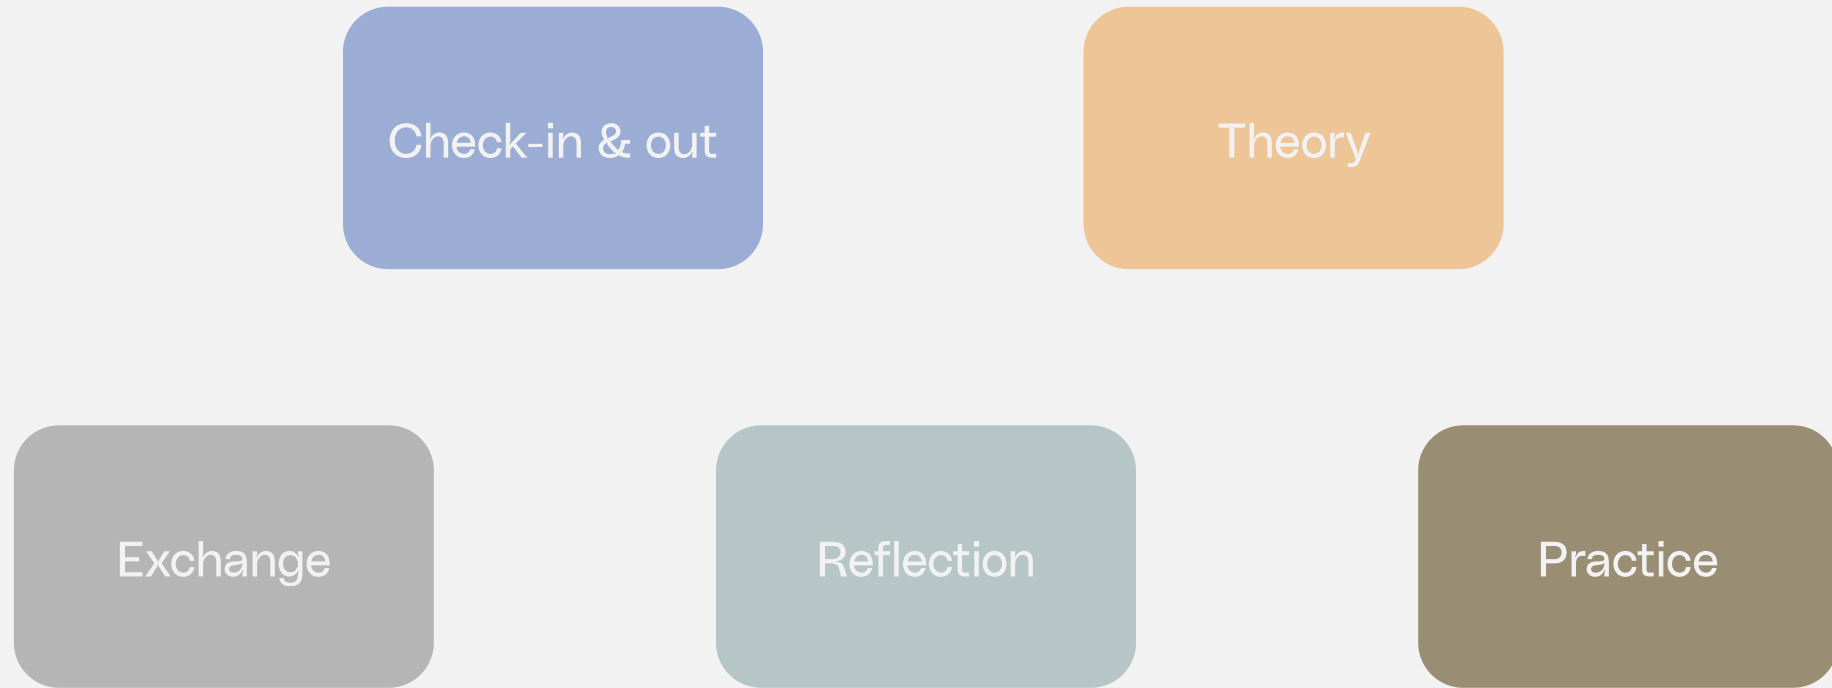 Check-in & out
Theory
Exchange
Reflection
Practice